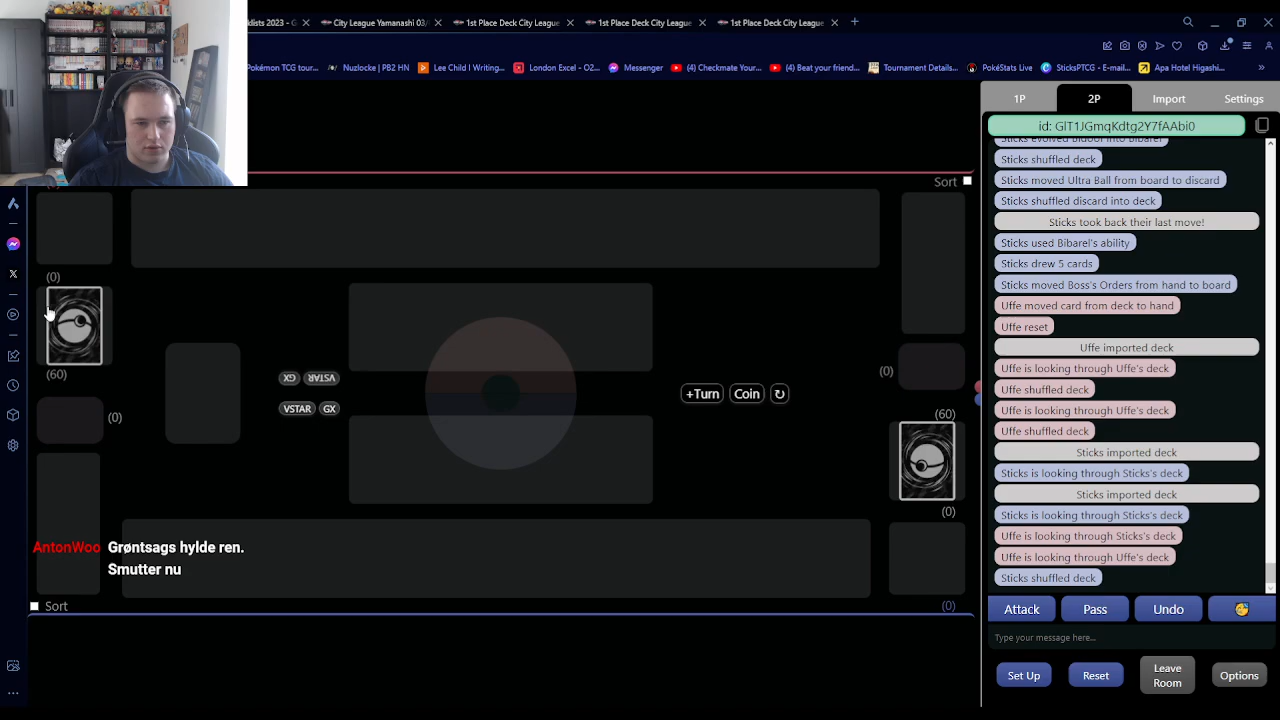 klists 2023 - G
City League Yamanashi 03/
1st Place Deck City League
1st Place Deck City League
1st Place Deck City League
Pokémon TCG tour...
Nuzlocke | PB2 HN
Lee Child I Writing...
London Excel - O2...
Messenger
(4) Checkmate Your...
(4) Beat your friend...
Tournament Details...
PokéStats Live
SticksPTCG - E-mail...
Apa Hotel Higashi...
1P
2P
Import
Settings
id: GlT1JGmqKdtg2Y7fAAbi0
Sticks evolved Bidoof into Bibarel
Sticks shuffled deck
Sticks moved Ultra Ball from board to discard
Sticks shuffled discard into deck
Sticks took back their last move!
Sticks used Bibarel's ability
Sticks drew 5 cards
Sticks moved Boss's Orders from hand to board
Uffe moved card from deck to hand
Uffe reset
Uffe imported deck
Uffe is looking through Uffe's deck
Uffe shuffled deck
Uffe is looking through Uffe's deck
Uffe shuffled deck
Sticks imported deck
Sticks is looking through Sticks's deck
Sticks imported deck
Sticks is looking through Sticks's deck
Uffe is looking through Sticks's deck
Uffe is looking through Uffe's deck
Sticks shuffled deck
Attack
Pass
Undo
Type your message here...
Set Up
Reset
Leave
Room
Options
Sort
(0)
(60)
(0)
GX
VSTAR
VSTAR
GX
+Turn
Coin
(0)
(60)
(0)
AntonWoo Grøntsags hylde ren.
Smutter nu
Sort
(0)